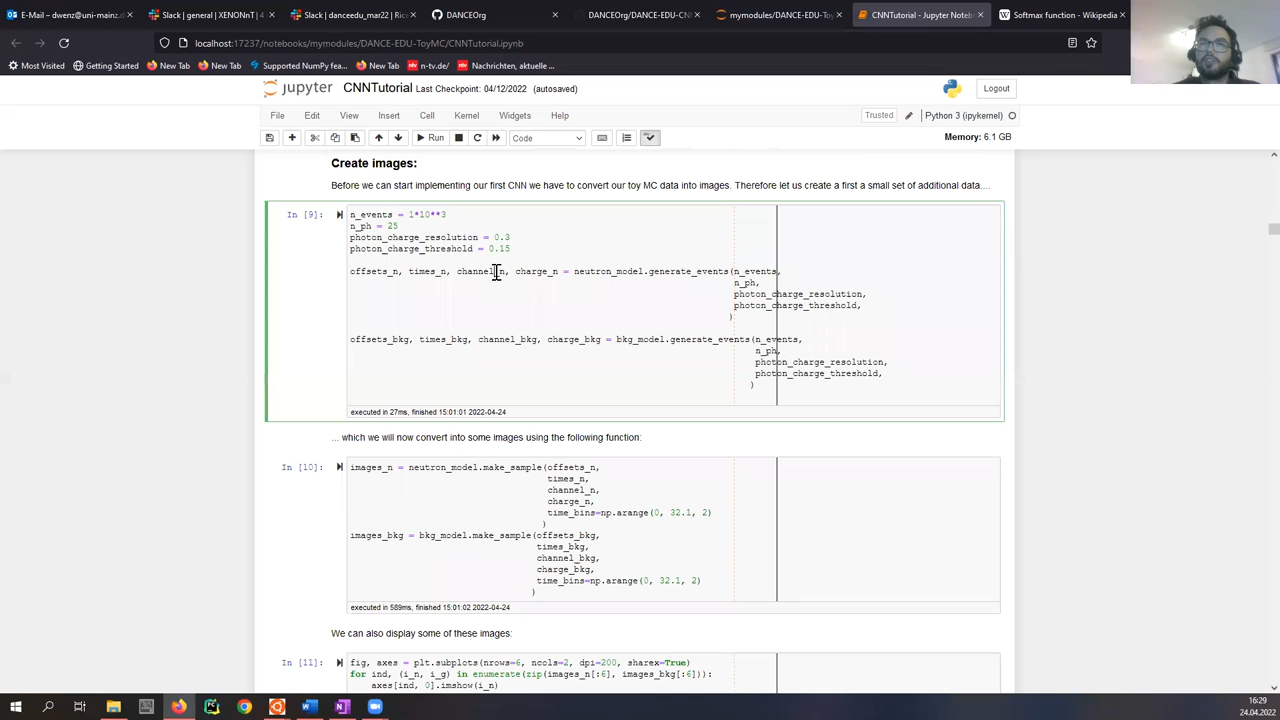 E-Mail – dwenz@uni-mainz.d
Slack | general | XENONnT | 4
Slack | danceedu_mar22 | Rice
DANCEOrg
DANCEOrg/DANCE-EDU-CN
mymodules/DANCE-EDU-To
CNNTutorial - Jupyter Noteb
Softmax function - Wikipedia
localhost:17237/notebooks/mymodules/DANCE-EDU-ToyMC/CNNTutorial.ipynb
Most Visited
Getting Started
New Tab
New Tab
Supported NumPy feat
New Tab
n-tv.de/
Nachrichten, aktuelle ...
jupyter CNNTutorial Last Checkpoint: 04/12/2022 (autosaved)
Logout
File Edit View Insert Cell Kernel Widgets Help
Trusted
Python 3 (ipykernel)
Run
Code
Memory: 6.1 GB
Create images:
Before we can start implementing our first CNN we have to convert our toy MC data into images. Therefore let us create a first a small set of additional data....
In [9]:
n_events = 1*10**3
n_ph = 25
photon_charge_resolution = 0.3
photon_charge_threshold = 0.15
offsets_n, times_n, channel_n, charge_n = neutron_model.generate_events(n_events,
n_ph,
photon_charge_resolution,
photon_charge_threshold,
)
offsets_bkg, times_bkg, channel_bkg, charge_bkg = bkg_model.generate_events(n_events,
n_ph,
photon_charge_resolution,
photon_charge_threshold,
)
executed in 27ms, finished 15:01:01 2022-04-24
... which we will now convert into some images using the following function:
In [10]:
images_n = neutron_model.make_sample(offsets_n,
times_n,
channel_n,
charge_n,
time_bins=np.arange(0, 32.1, 2)
)
images_bkg = bkg_model.make_sample(offsets_bkg,
times_bkg,
channel_bkg,
charge_bkg,
time_bins=np.arange(0, 32.1, 2)
)
executed in 589ms, finished 15:01:02 2022-04-24
We can also display some of these images:
In [11]:
fig, axes = plt.subplots(nrows=6, ncols=2, dpi=200, sharex=True)
for ind, (i_n, i_g) in enumerate(zip(images_n[:6], images_bkg[:6])):
axes[ind, 0].imshow(i_n)
16:29
24.04.2022